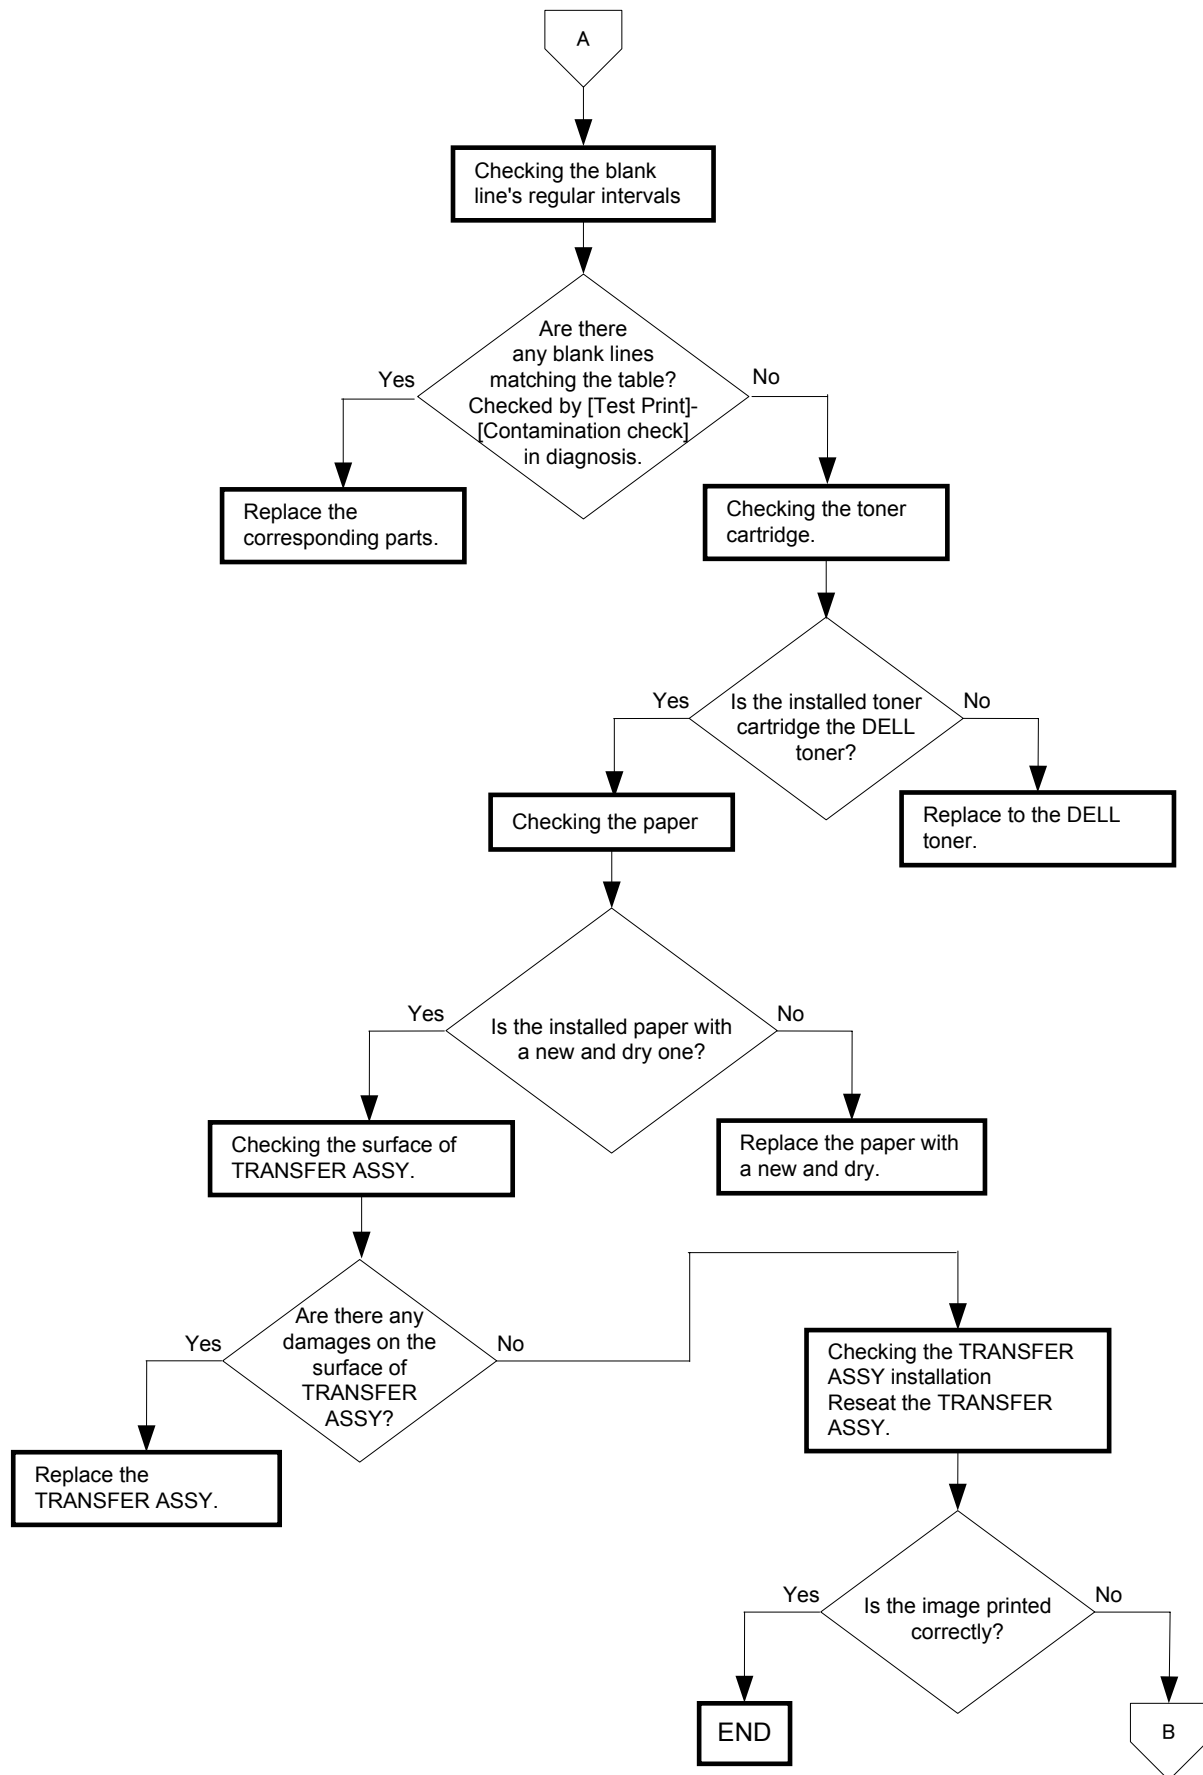 A
Checking the blank
line's regular intervals
Are there
any blank lines
matching the table?
Checked by [Test Print]-
[Contamination check]
in diagnosis.
Yes
No
Replace the
corresponding parts.
Checking the toner
cartridge.
Is the installed toner
cartridge the DELL
toner?
Yes
No
Checking the paper
Replace to the DELL
toner.
Is the installed paper with
a new and dry one?
Yes
No
Checking the surface of
TRANSFER ASSY.
Replace the paper with
a new and dry.
Are there any
damages on the
surface of
TRANSFER
ASSY?
Yes
No
Checking the TRANSFER
ASSY installation
Reseat the TRANSFER
ASSY.
Replace the
TRANSFER ASSY.
Is the image printed
correctly?
Yes
No
END
B